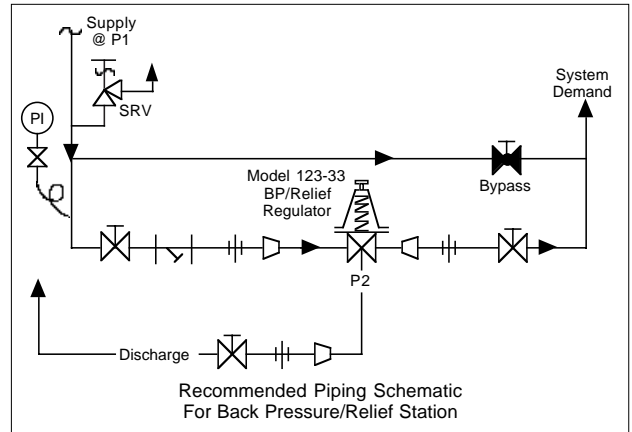 Supply
@ P1
SRV
PI
System
Demand
Bypass
Model 123-33
BP/Relief
Regulator
P2
Discharge
Recommended Piping Schematic
For Back Pressure/Relief Station